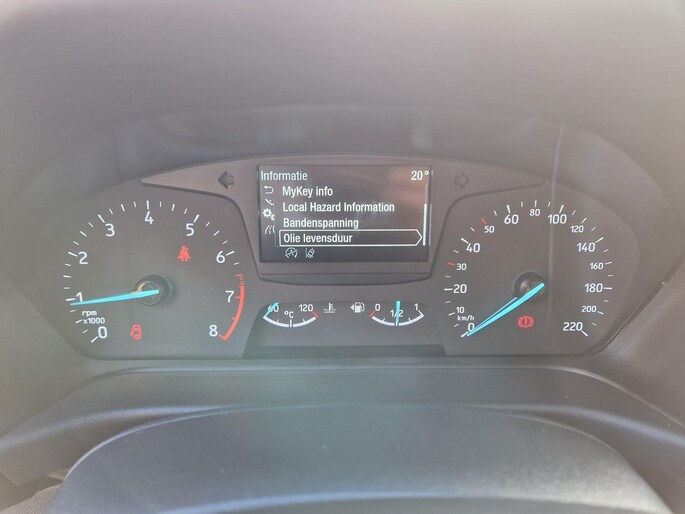 Informatie 20°
MyKey info
Local Hazard Information
Bandenspanning
Olie levensduur
0 1 2 3 4 5 6 7 8
rpm
x1000
60 120
°C
0 1/2 1
0 10 20 30 40 50 60 80 100 120 140 160 180 200 220
km/h